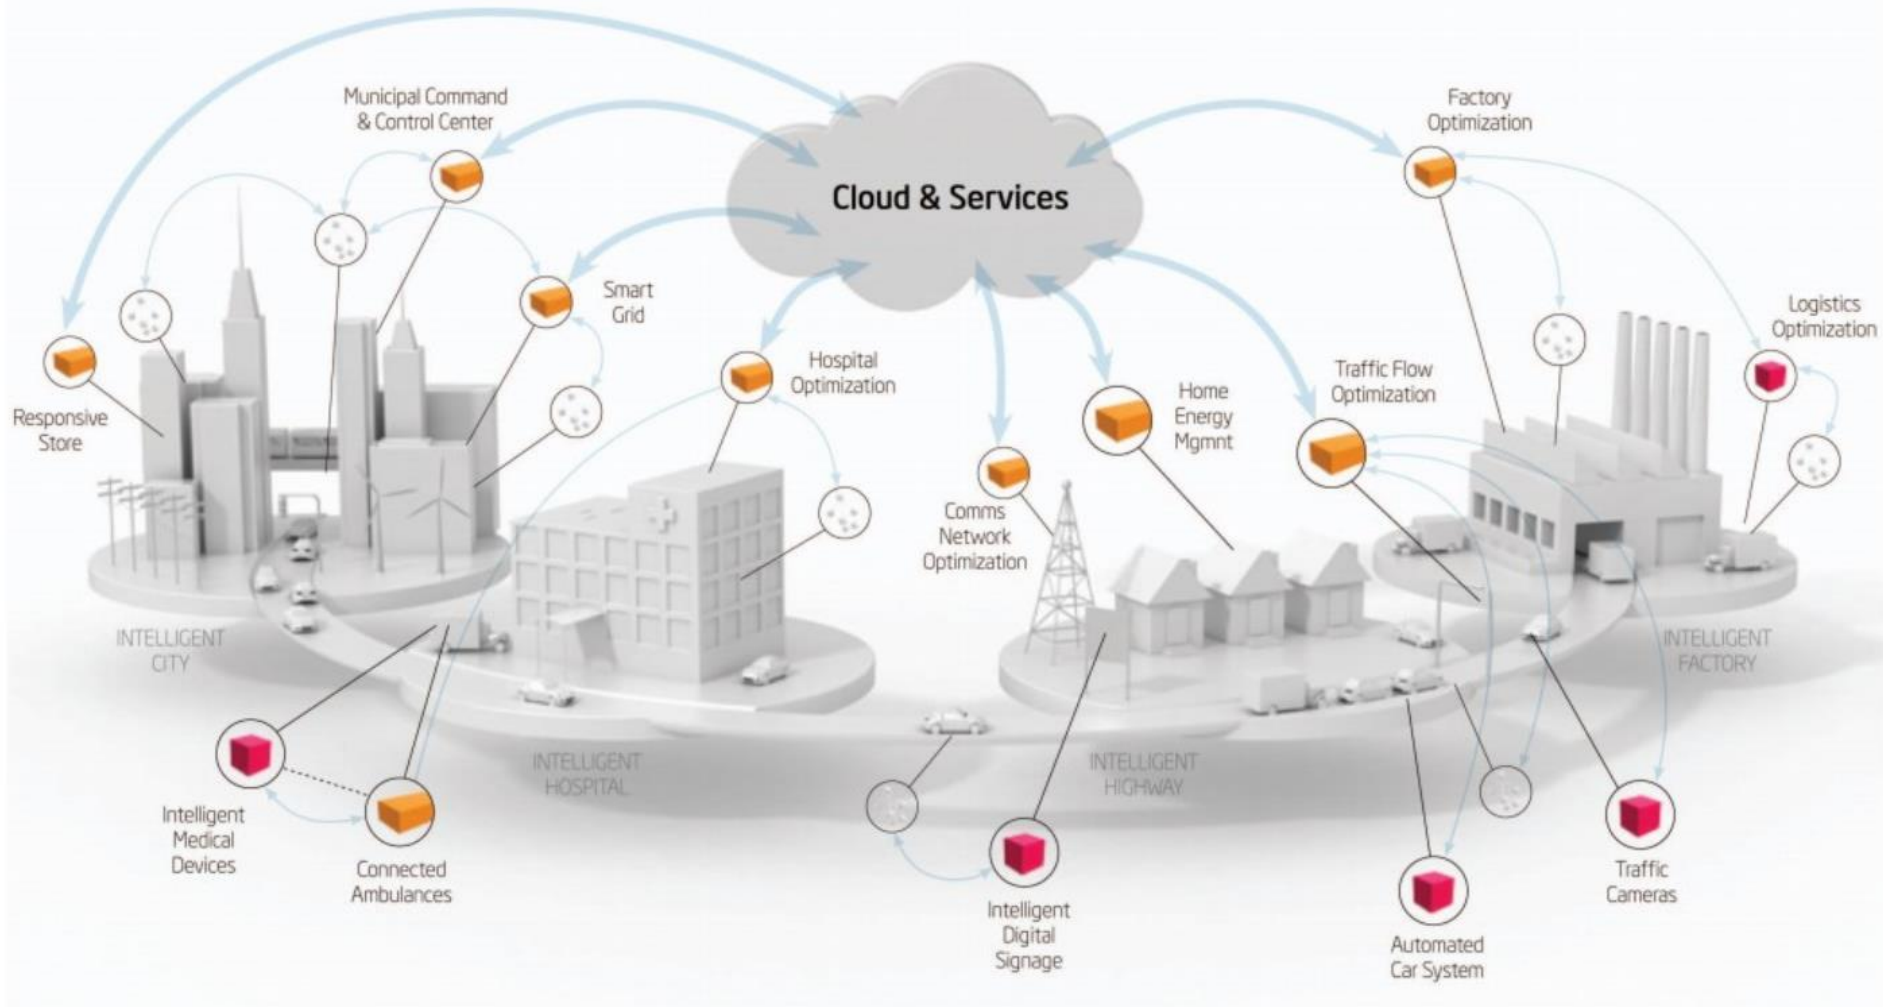 Municipal Command
& Control Center
Factory
Optimization
Cloud & Services
Smart
Grid
Logistics
Optimization
Hospital
Optimization
Traffic Flow
Optimization
Home
Energy
Mgmnt
Responsive
Store
Comms
Network
Optimization
INTELLIGENT
CITY
INTELLIGENT
FACTORY
INTELLIGENT
HOSPITAL
INTELLIGENT
HIGHWAY
Intelligent
Medical
Devices
Connected
Ambulances
Traffic
Cameras
Intelligent
Digital
Signage
Automated
Car System